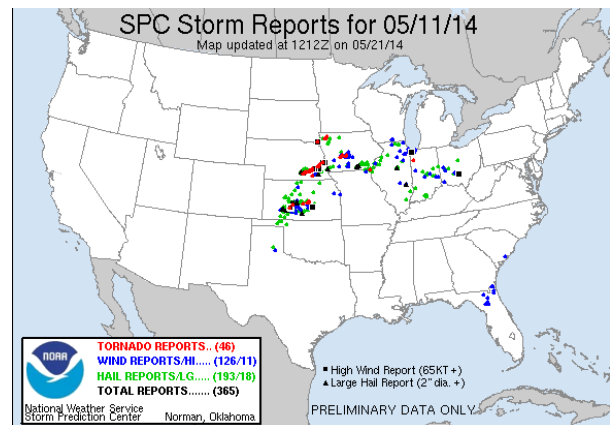 SPC Storm Reports for 05/11/14
Map updated at 1212Z on 05/21/14
TORNADO REPORTS.. (46)
WIND REPORTS/HI..... (126/11)
HAIL REPORTS/LG..... (193/18)
TOTAL REPORTS....... (365)
NOAA
National Weather Service
Storm Prediction Center Norman, Oklahoma
■ High Wind Report (65KT +)
▲ Large Hail Report (2" dia. +)
PRELIMINARY DATA ONLY